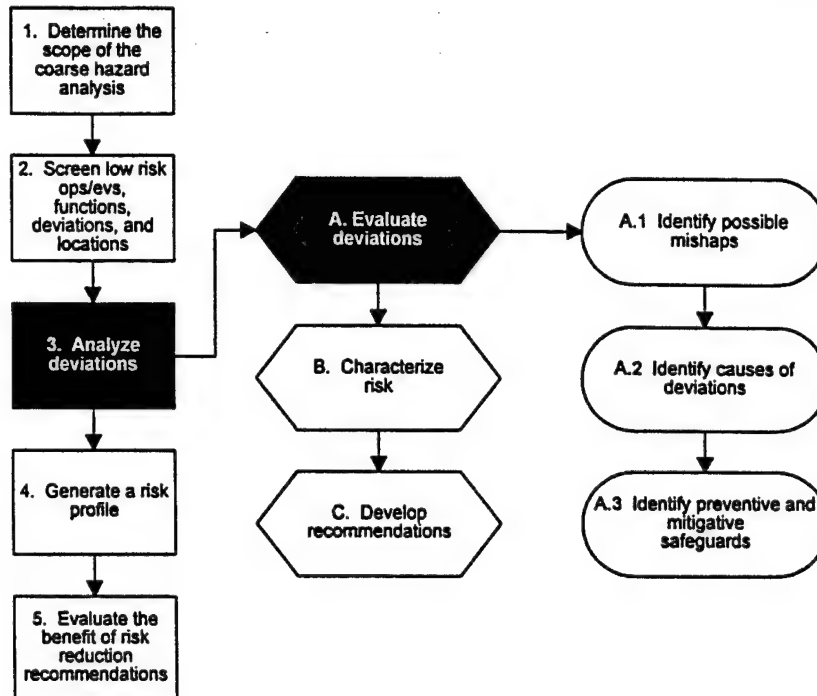 1. Determine the
scope of the
coarse hazard
analysis
2. Screen low risk
ops/evs,
functions,
deviations, and
locations
3. Analyze
deviations
4. Generate a risk
profile
5. Evaluate the
benefit of risk
reduction
recommendations
A. Evaluate
deviations
B. Characterize
risk
C. Develop
recommendations
A.1 Identify possible
mishaps
A.2 Identify causes of
deviations
A.3 Identify preventive and
mitigative
safeguards